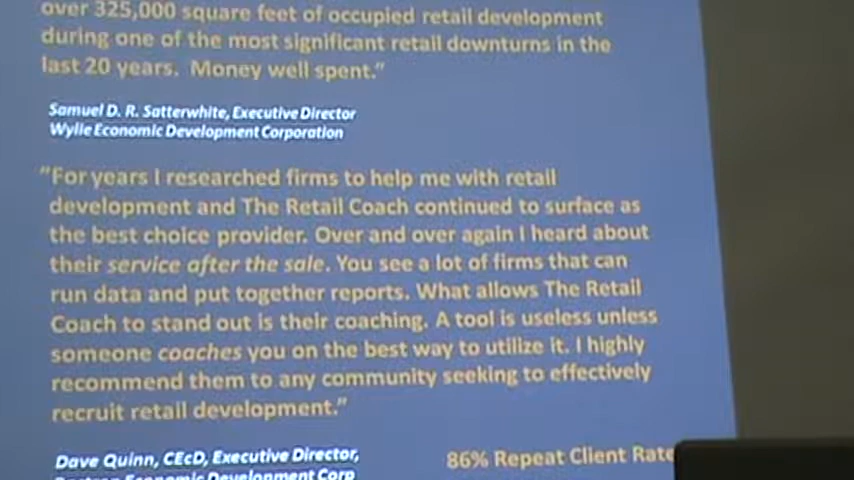 over 325,000 square feet of occupied retail development
during one of the most significant retail downturns in the
last 20 years. Money well spent.”
Samuel D. R. Satterwhite, Executive Director
Wylie Economic Development Corporation
“For years I researched firms to help me with retail
development and The Retail Coach continued to surface as
the best choice provider. Over and over again I heard about
their service after the sale. You see a lot of firms that can
run data and put together reports. What allows The Retail
Coach to stand out is their coaching. A tool is useless unless
someone coaches you on the best way to utilize it. I highly
recommend them to any community seeking to effectively
recruit retail development.”
Dave Quinn, CEcD, Executive Director,
Bastrop Economic Development Corp
86% Repeat Client Rate